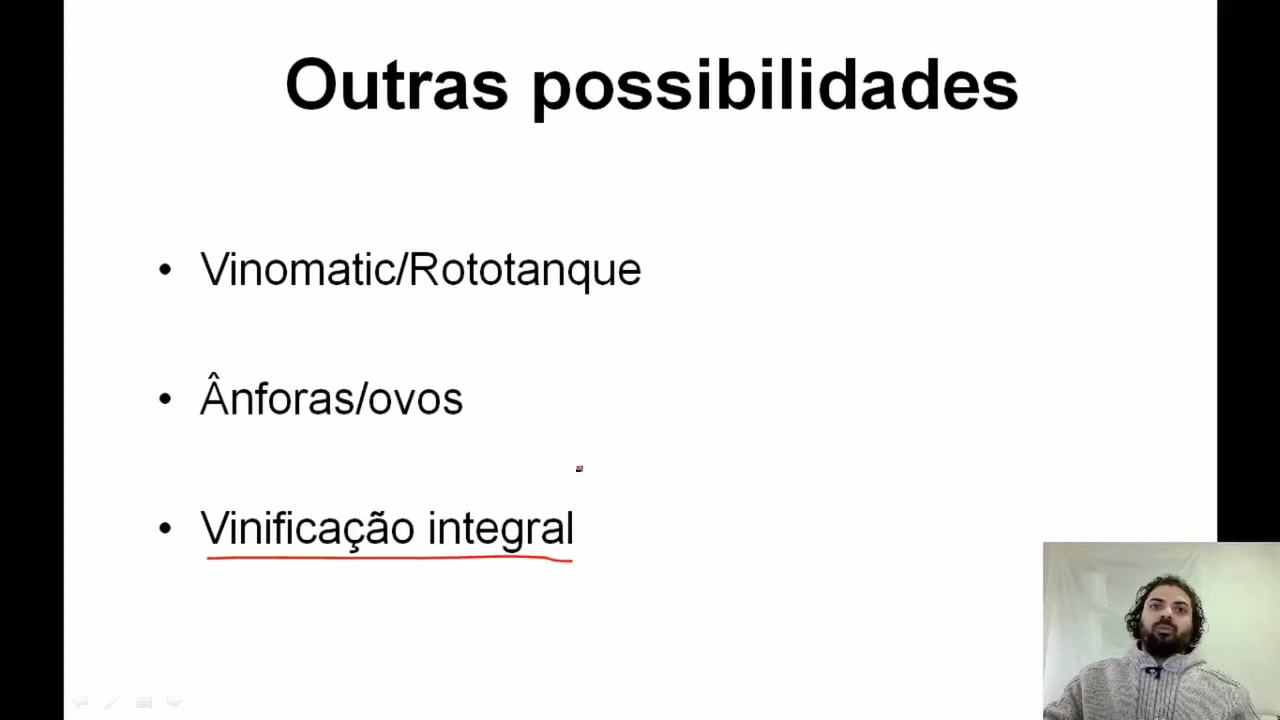 Outras possibilidades
• Vinomatic/Rototanque
• Ânforas/ovos
• Vinificação integral